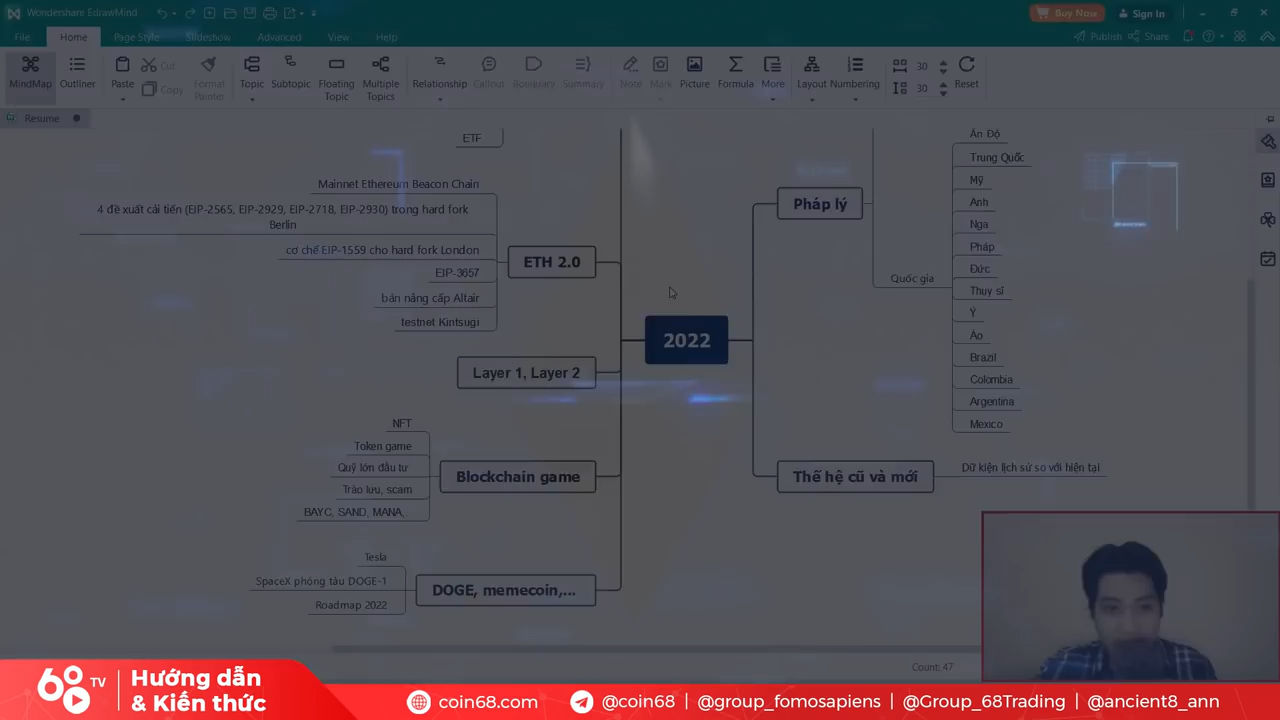 Wondershare EdrawMind
Buy Now
Sign In
File
Home
Page Style
Slideshow
Advanced
View
Help
Publish
Share
MindMap
Outliner
Paste
Cut
Copy
Format Painter
Topic
Subtopic
Floating Topic
Multiple Topics
Relationship
Callout
Boundary
Summary
Note
Mark
Picture
Formula
More
Layout
Numbering
30
30
Reset
Resume
ETF
Mainnet Ethereum Beacon Chain
4 đề xuất cải tiến (EIP-2565, EIP-2929, EIP-2718, EIP-2930) trong hard fork
Berlin
cơ chế EIP-1559 cho hard fork London
EIP-3657
bản nâng cấp Altair
testnet Kintsugi
ETH 2.0
Layer 1, Layer 2
NFT
Token game
Quỹ lớn đầu tư
Trào lưu, scam
BAYC, SAND, MANA,..
Blockchain game
Tesla
SpaceX phóng tàu DOGE-1
Roadmap 2022
DOGE, memecoin,...
2022
Pháp lý
Quốc gia
Ấn Độ
Trung Quốc
Mỹ
Anh
Nga
Pháp
Đức
Thụy sĩ
Ý
Áo
Brazil
Colombia
Argentina
Mexico
Thế hệ cũ và mới
Dữ kiện lịch sử so với hiện tại
Count: 47
68 TV
Hướng dẫn
& Kiến thức
coin68.com
@coin68 | @group_fomosapiens | @Group_68Trading | @ancient8_ann